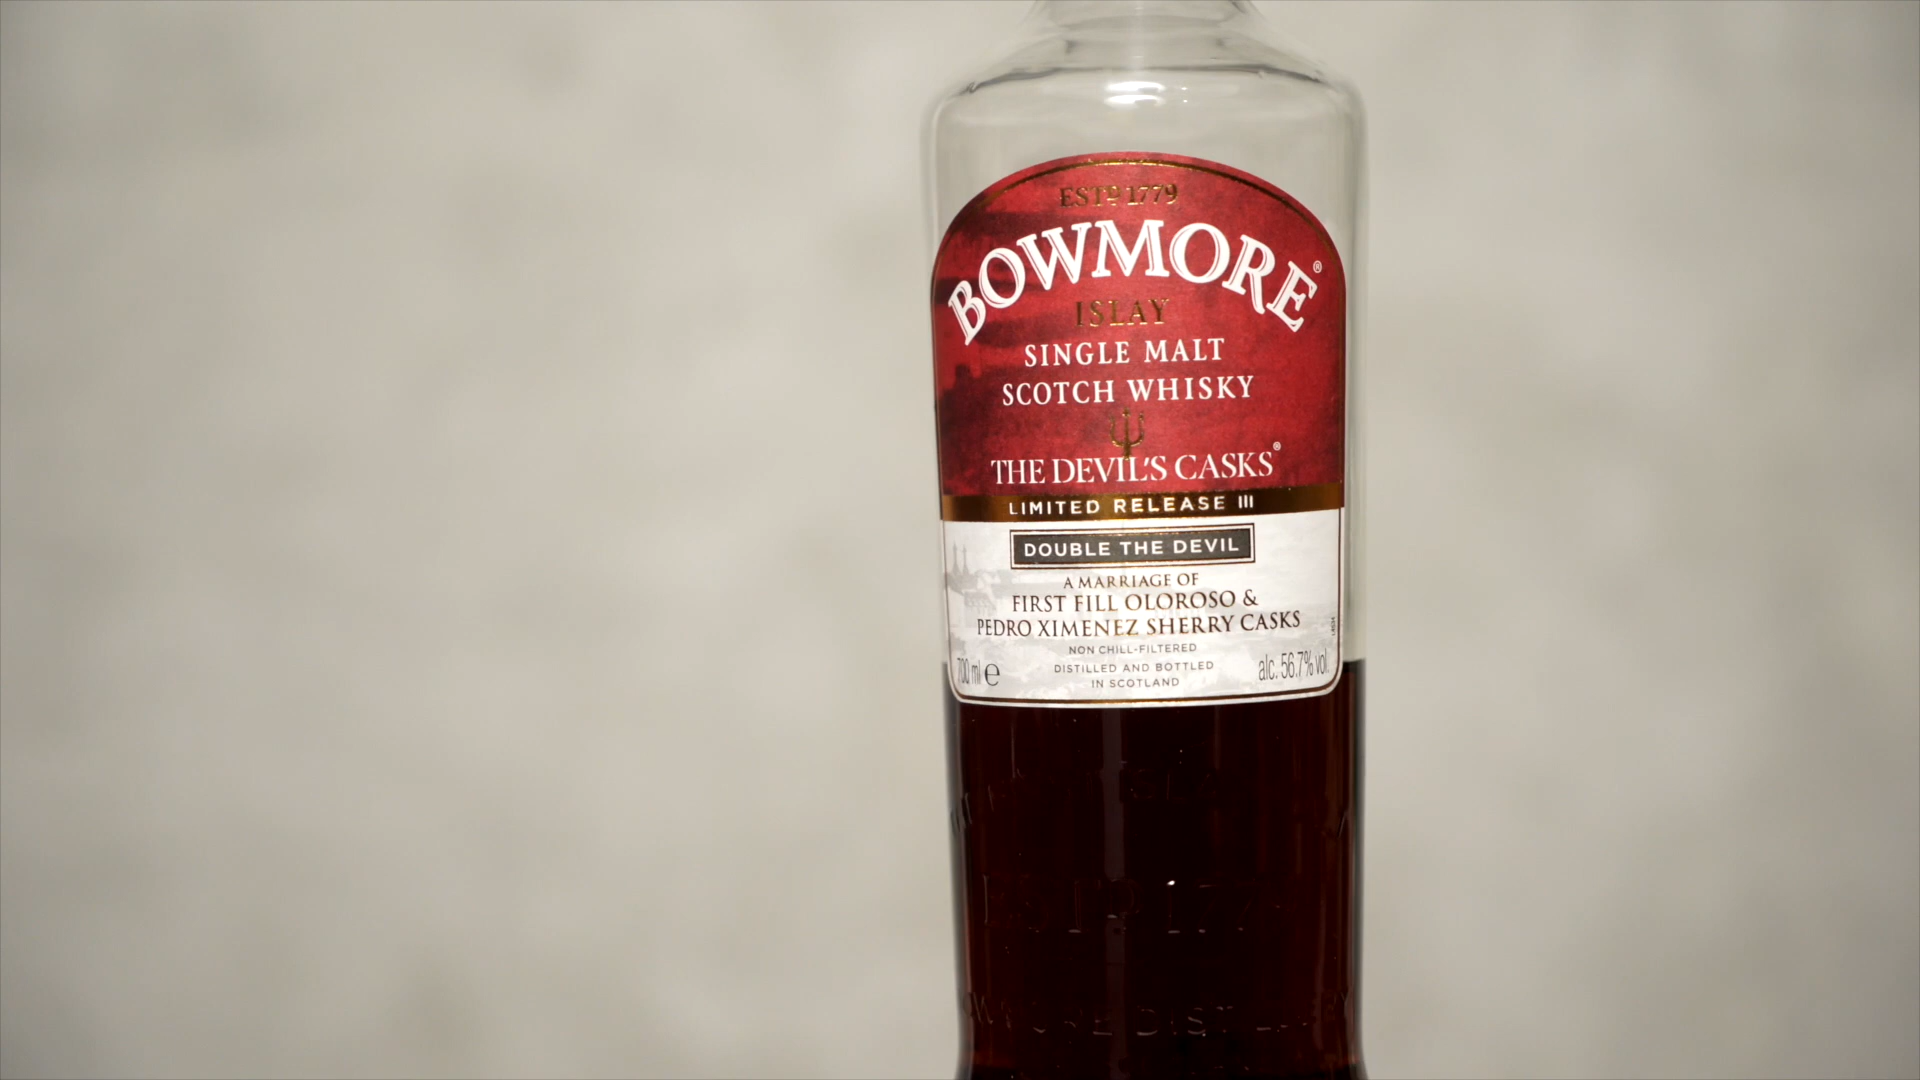 ESTD 1779
BOWMORE®
ISLAY
SINGLE MALT
SCOTCH WHISKY
THE DEVIL'S CASKS®
LIMITED RELEASE III
DOUBLE THE DEVIL
A MARRIAGE OF
FIRST FILL OLOROSO &
PEDRO XIMENEZ SHERRY CASKS
NON CHILL-FILTERED
DISTILLED AND BOTTLED
IN SCOTLAND
700 ml e
alc. 56.7% vol.